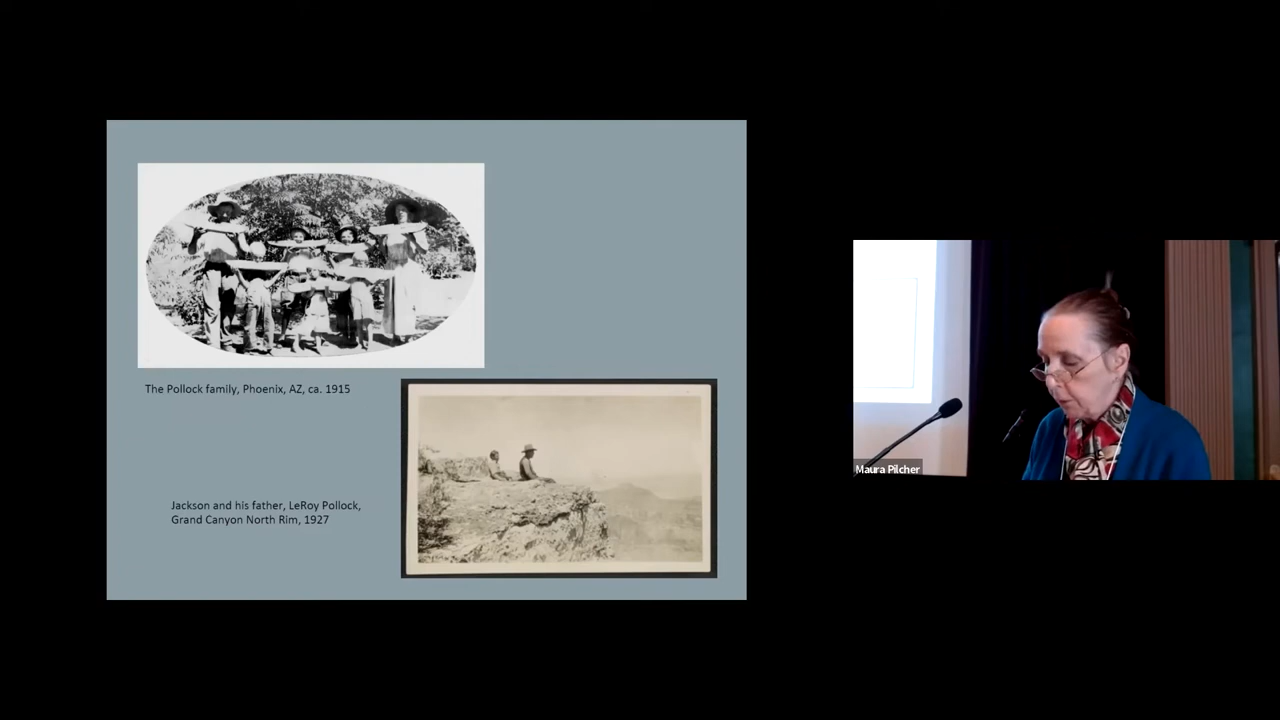 The Pollock family, Phoenix, AZ, ca. 1915
Jackson and his father, LeRoy Pollock,
Grand Canyon North Rim, 1927
Maura Pilcher